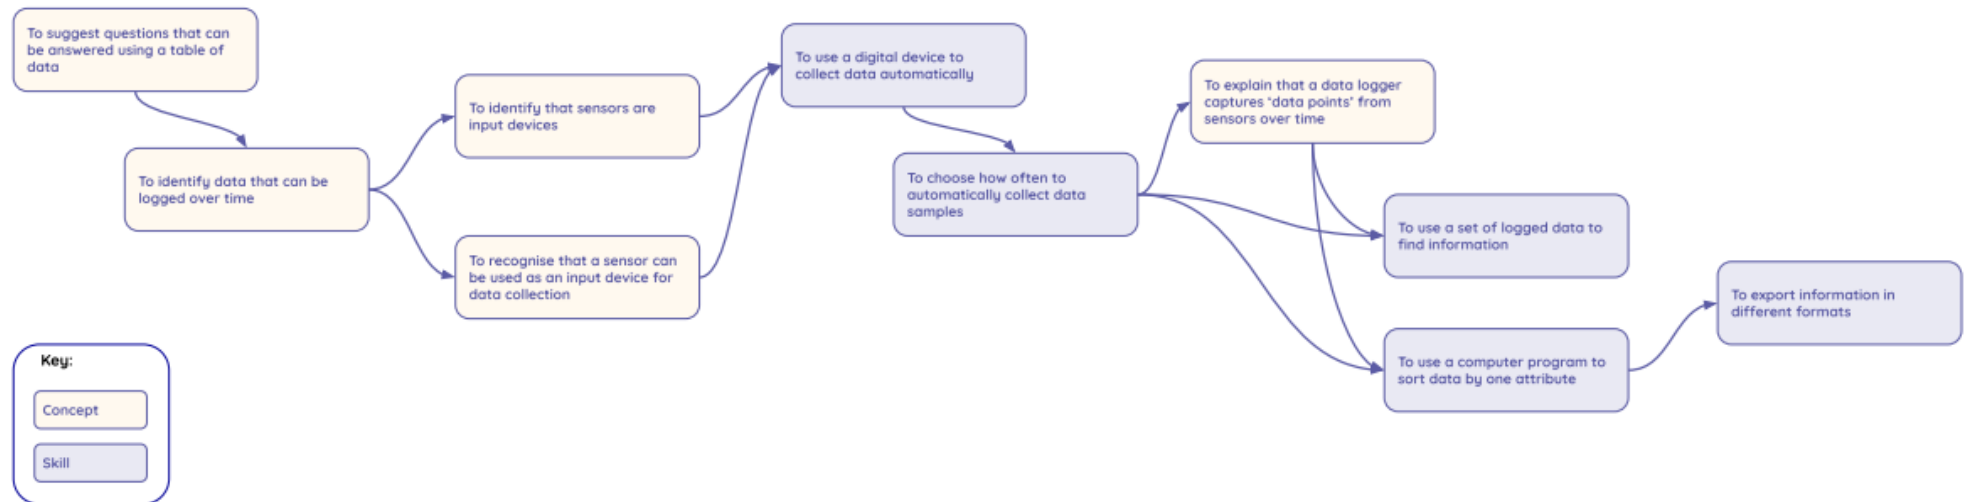 To suggest questions that can
be answered using a table of
data
To identify data that can be
logged over time
To identify that sensors are
input devices
To recognise that a sensor can
be used as an input device for
data collection
To use a digital device to
collect data automatically
To choose how often to
automatically collect data
samples
To explain that a data logger
captures ‘data points’ from
sensors over time
To use a set of logged data to
find information
To use a computer program to
sort data by one attribute
To export information in
different formats
Key:
Concept
Skill